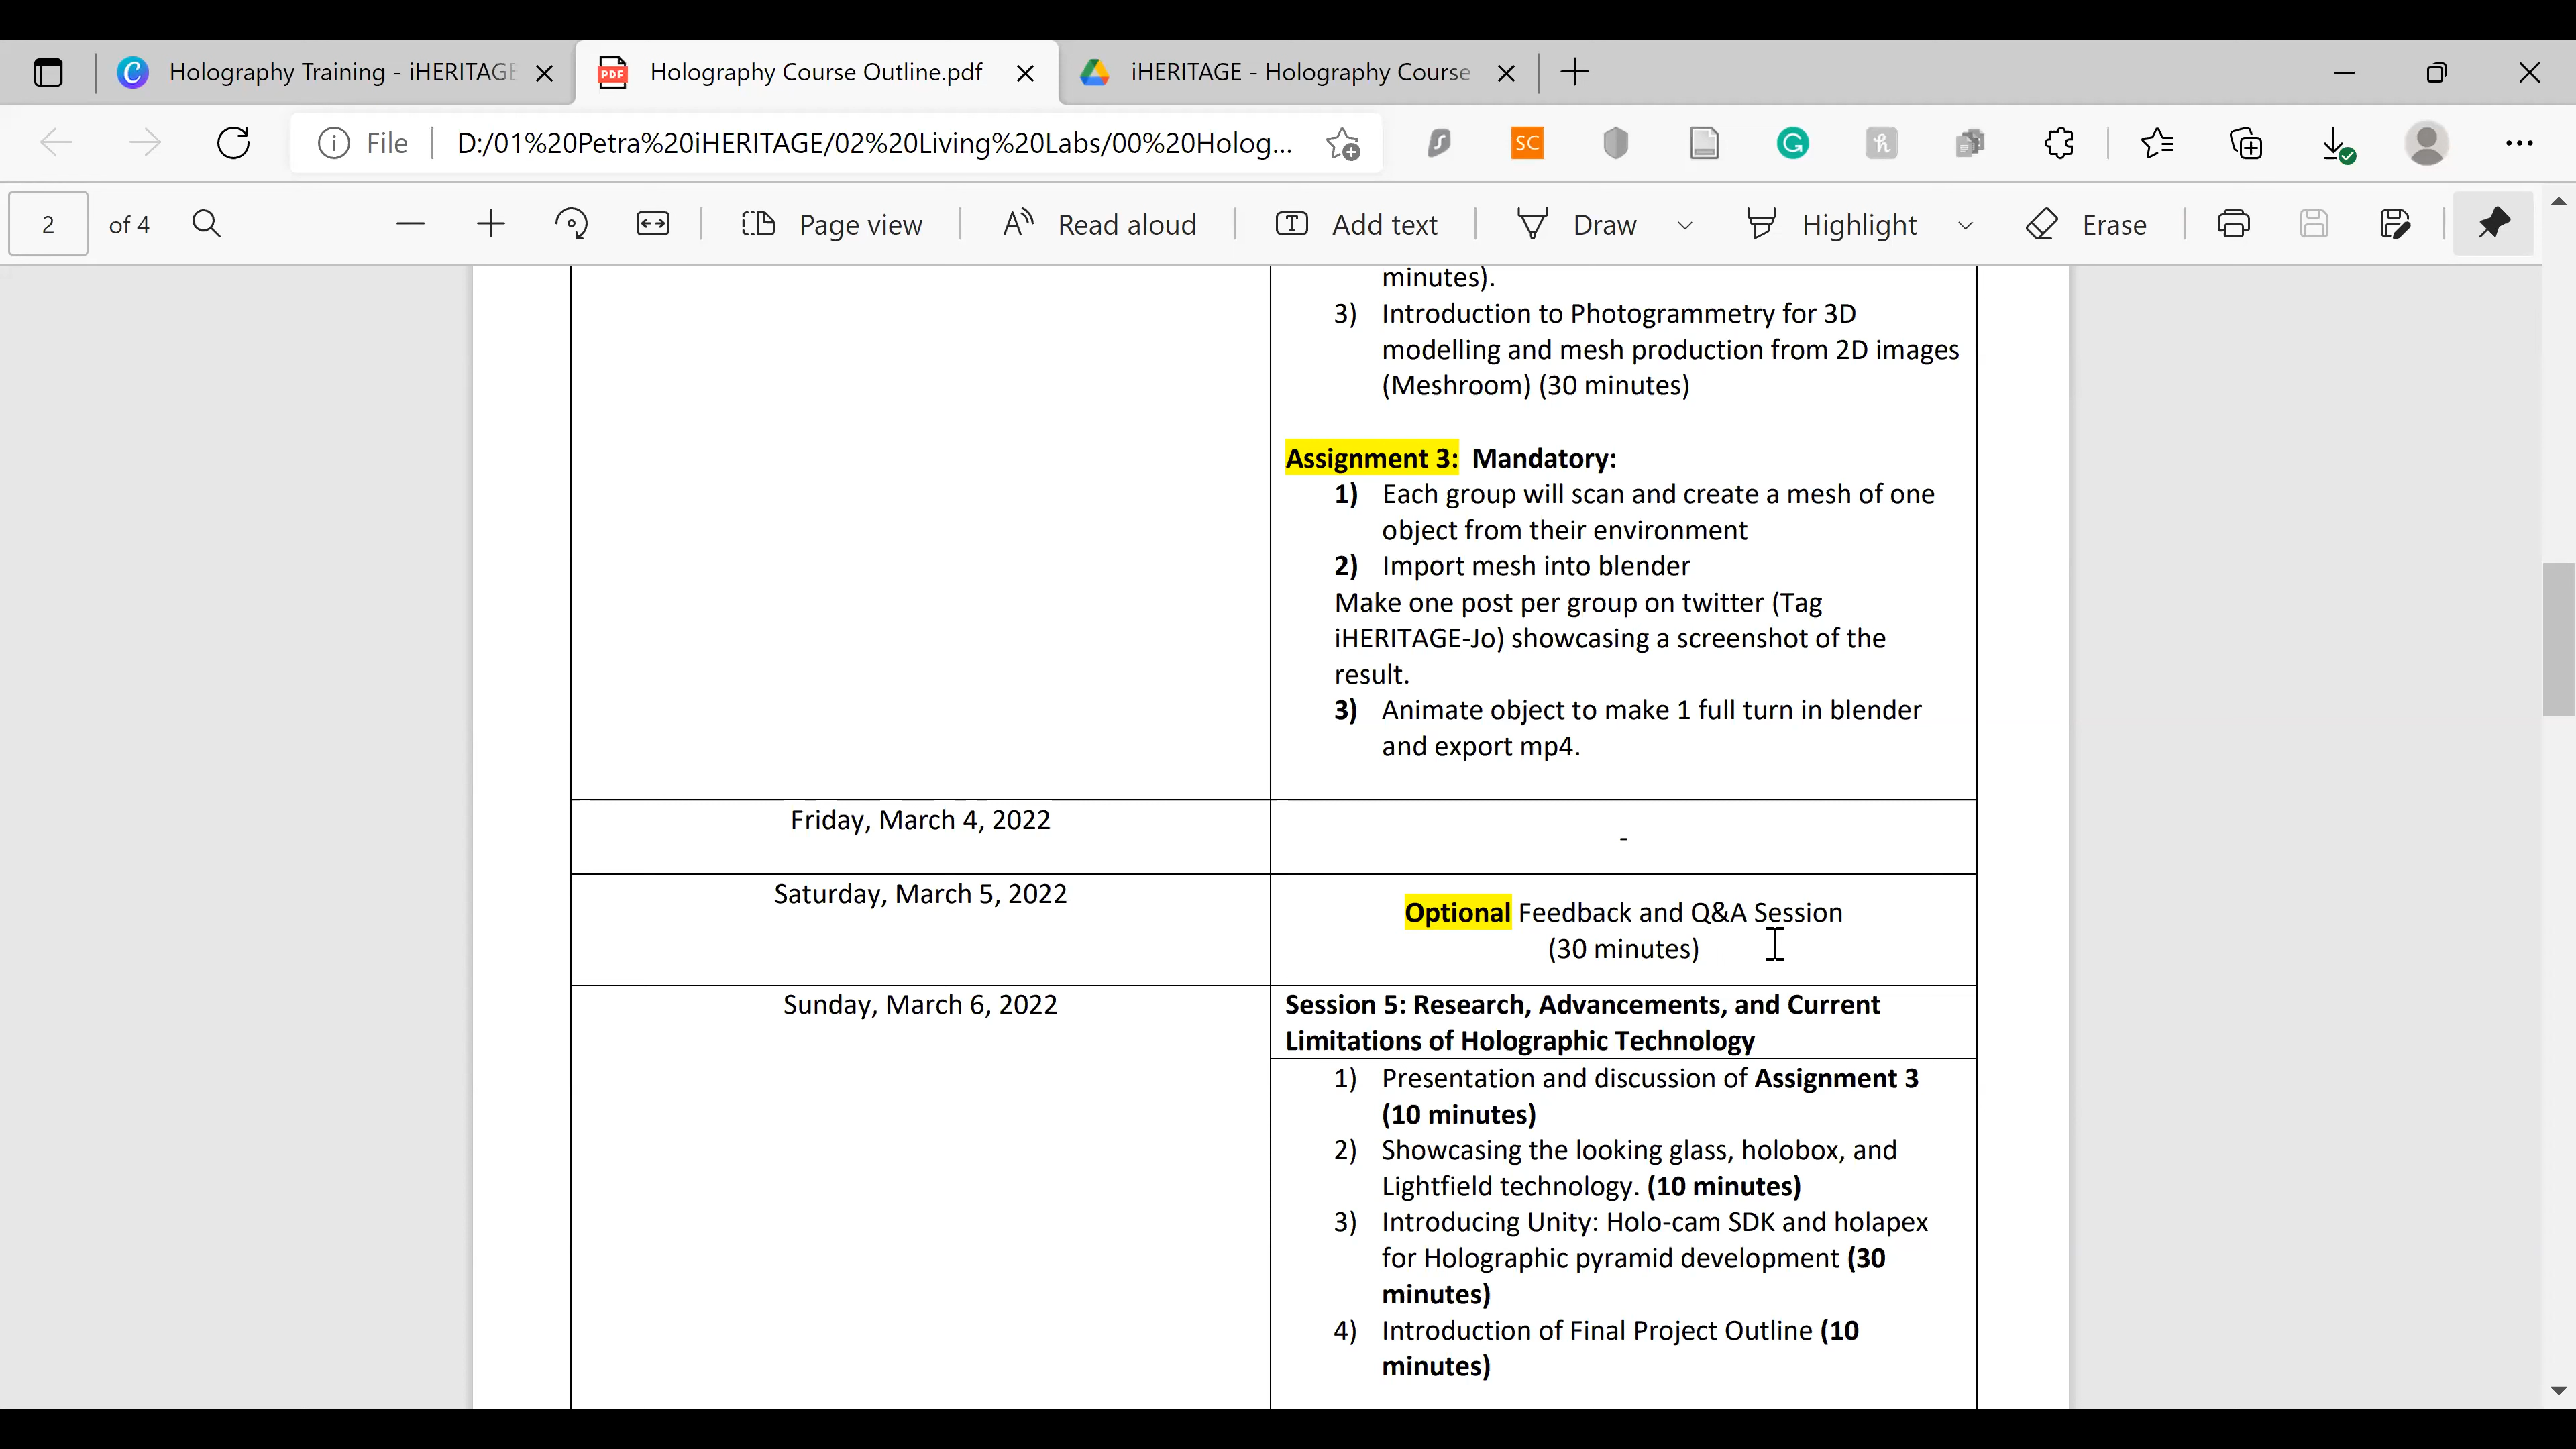 Holography Training - iHERITAGE
Holography Course Outline.pdf
iHERITAGE - Holography Course
File
D:/01%20Petra%20iHERITAGE/02%20Living%20Labs/00%20Holog...
2 of 4
Page view
Read aloud
Add text
Draw
Highlight
Erase
minutes).
3) Introduction to Photogrammetry for 3D
modelling and mesh production from 2D images
(Meshroom) (30 minutes)
Assignment 3: Mandatory:
1) Each group will scan and create a mesh of one
object from their environment
2) Import mesh into blender
Make one post per group on twitter (Tag
iHERITAGE-Jo) showcasing a screenshot of the
result.
3) Animate object to make 1 full turn in blender
and export mp4.
Friday, March 4, 2022
-
Saturday, March 5, 2022
Optional Feedback and Q&A Session
(30 minutes)
Sunday, March 6, 2022
Session 5: Research, Advancements, and Current
Limitations of Holographic Technology
1) Presentation and discussion of Assignment 3
(10 minutes)
2) Showcasing the looking glass, holobox, and
Lightfield technology. (10 minutes)
3) Introducing Unity: Holo-cam SDK and holapex
for Holographic pyramid development (30
minutes)
4) Introduction of Final Project Outline (10
minutes)